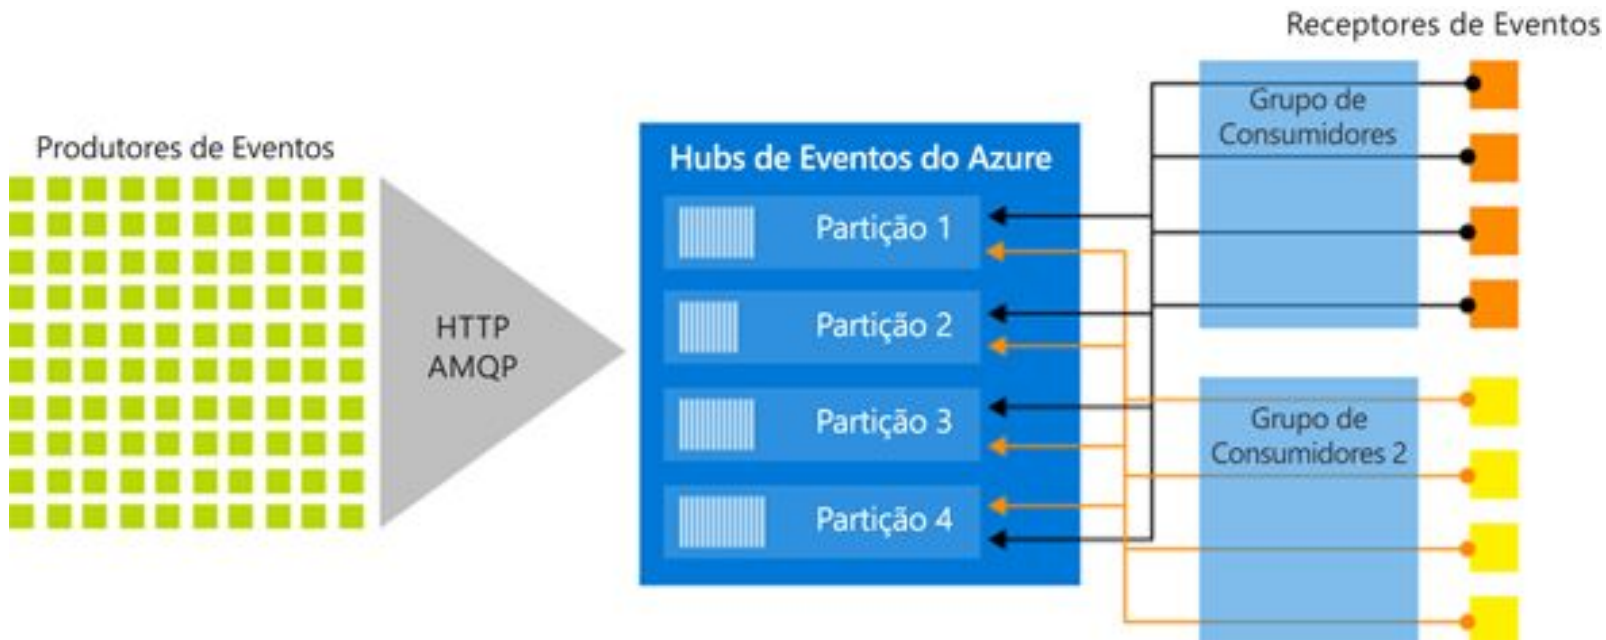 Receptores de Eventos
Produtores de Eventos
HTTP
AMQP
Hubs de Eventos do Azure
Partição 1
Partição 2
Partição 3
Partição 4
Grupo de
Consumidores
Grupo de
Consumidores 2